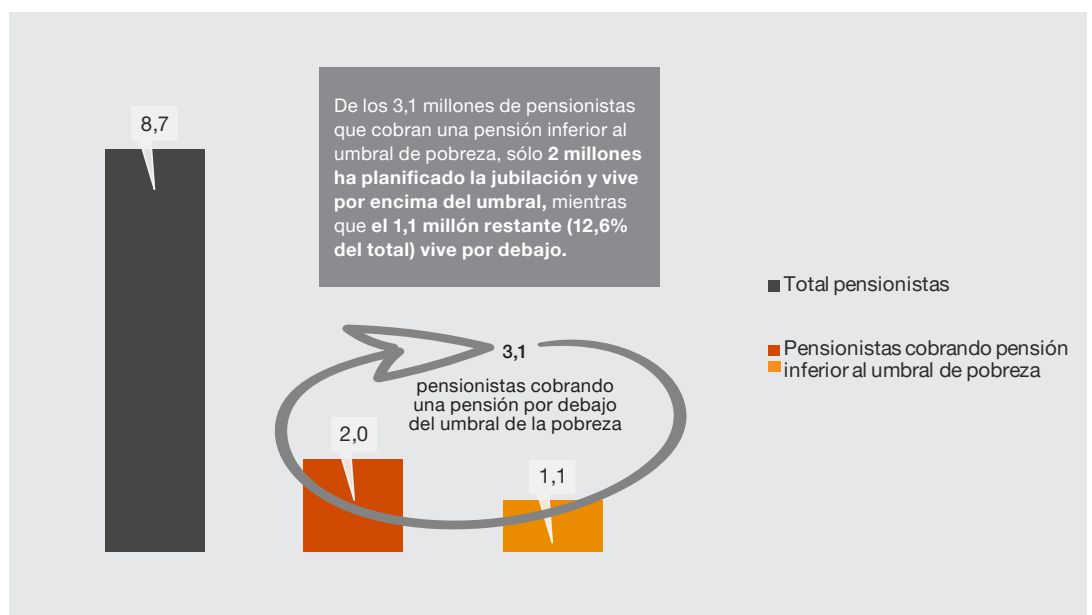 8,7
De los 3,1 millones de pensionistas
que cobran una pensión inferior al
umbral de pobreza, sólo 2 millones
ha planificado la jubilación y vive
por encima del umbral, mientras
que el 1,1 millón restante (12,6%
del total) vive por debajo.
Total pensionistas
Pensionistas cobrando pensión
inferior al umbral de pobreza
3,1
pensionistas cobrando
una pensión por debajo
del umbral de la pobreza
2,0
1,1